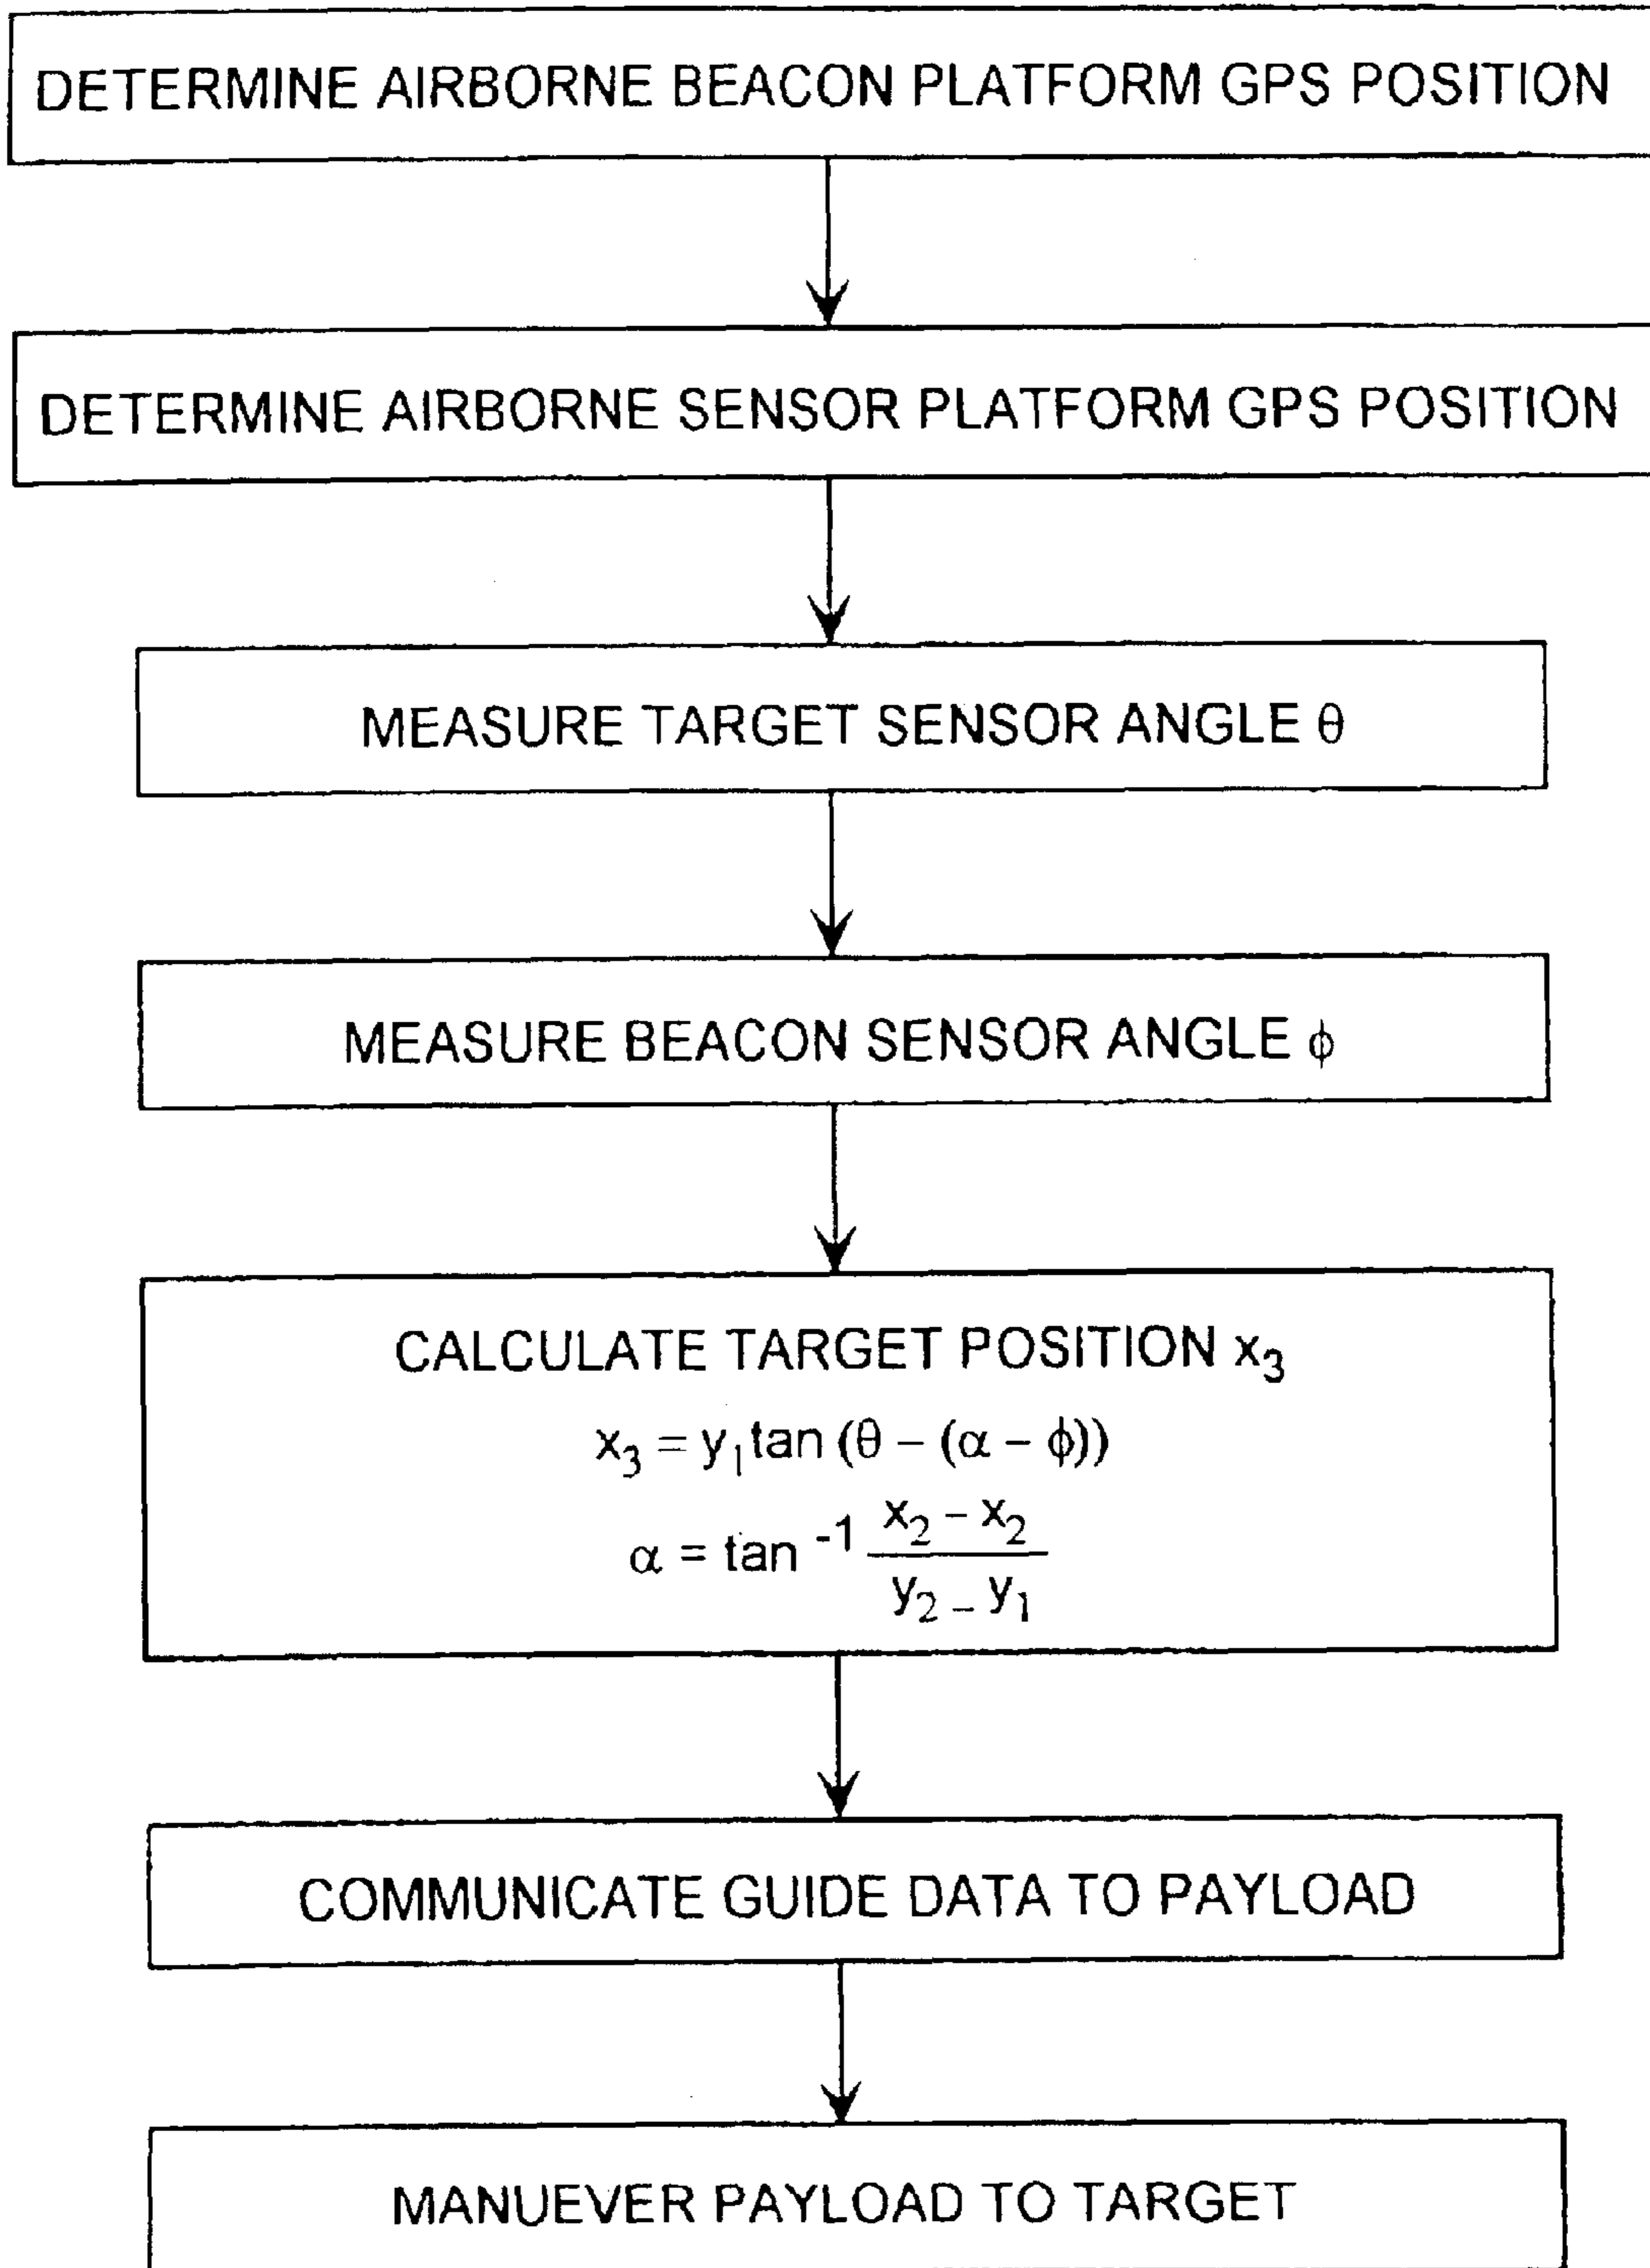 DETERMINE AIRBORNE BEACON PLATFORM GPS POSITION
DETERMINE AIRBORNE SENSOR PLATFORM GPS POSITION
MEASURE TARGET SENSOR ANGLE θ
MEASURE BEACON SENSOR ANGLE ϕ
CALCULATE TARGET POSITION x₃
x₃ = y₁ tan (θ – (α – ϕ))
α = tan ⁻¹ (x₂ – x₂) / (y₂ – y₁)
COMMUNICATE GUIDE DATA TO PAYLOAD
MANUEVER PAYLOAD TO TARGET